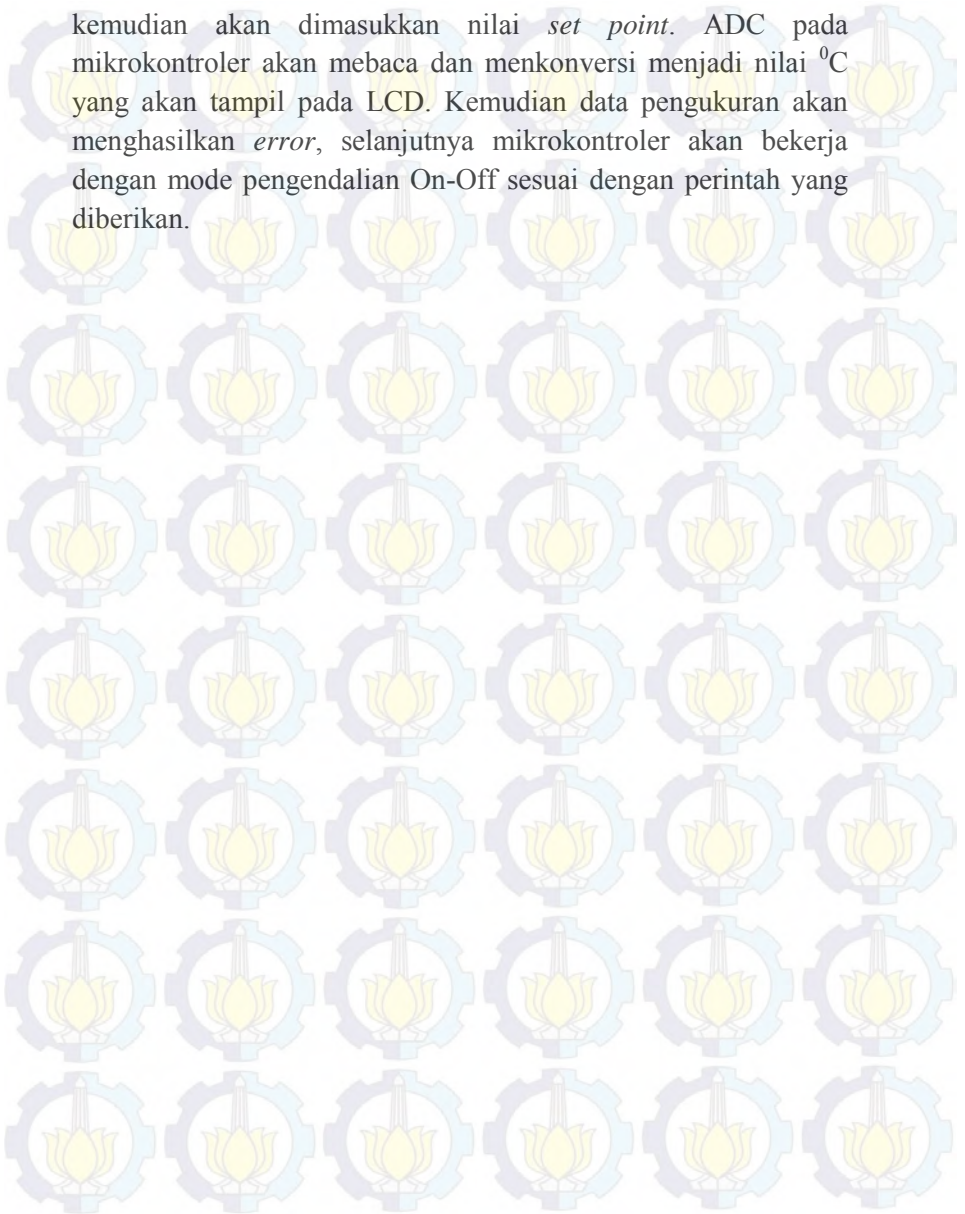 kemudian akan dimasukkan nilai set point. ADC pada
mikrokontroler akan mebaca dan menkonversi menjadi nilai ⁰C
yang akan tampil pada LCD. Kemudian data pengukuran akan
menghasilkan error, selanjutnya mikrokontroler akan bekerja
dengan mode pengendalian On-Off sesuai dengan perintah yang
diberikan.